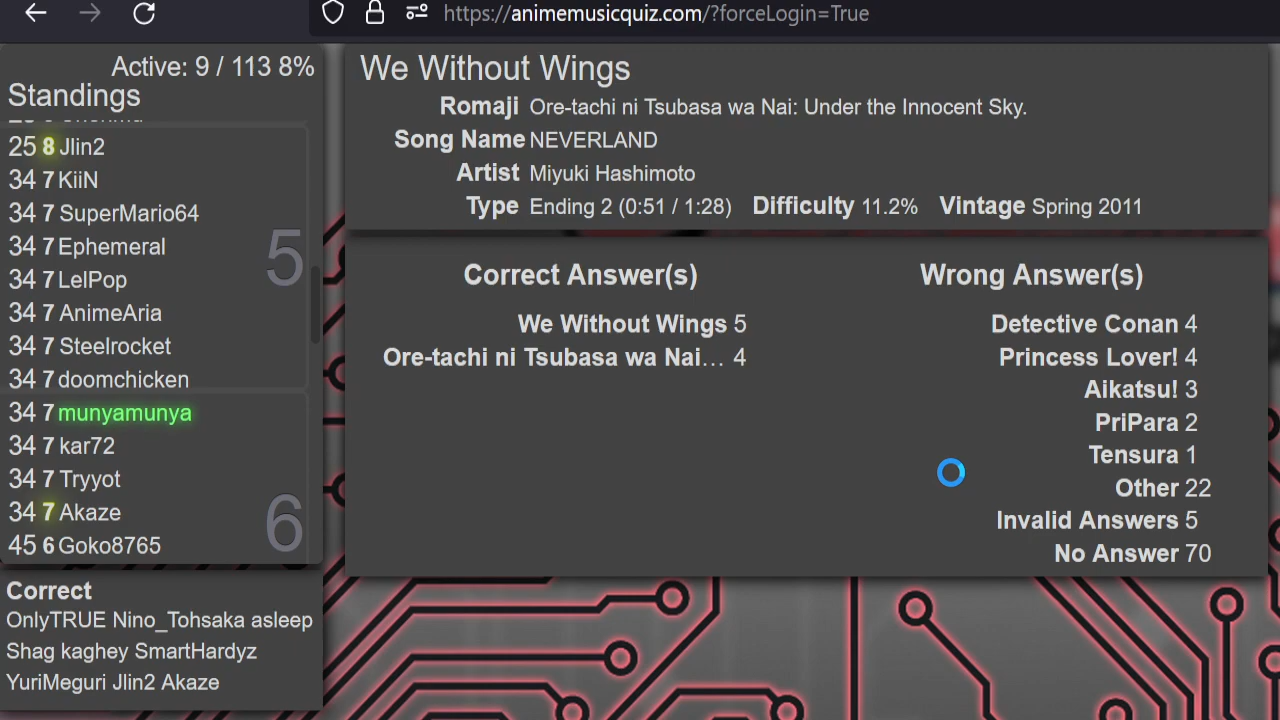 https://animemusicquiz.com/?forceLogin=True
Active: 9 / 113 8%
Standings
25 8 Jlin2
34 7 KiiN
34 7 SuperMario64
34 7 Ephemeral
34 7 LelPop
34 7 AnimeAria
34 7 Steelrocket
34 7 doomchicken
5
34 7 munyamunya
34 7 kar72
34 7 Tryyot
34 7 Akaze
45 6 Goko8765
6
Correct
OnlyTRUE Nino_Tohsaka asleep
Shag kaghey SmartHardyz
YuriMeguri Jlin2 Akaze
We Without Wings
Romaji Ore-tachi ni Tsubasa wa Nai: Under the Innocent Sky.
Song Name NEVERLAND
Artist Miyuki Hashimoto
Type Ending 2 (0:51 / 1:28) Difficulty 11.2% Vintage Spring 2011
Correct Answer(s)
We Without Wings 5
Ore-tachi ni Tsubasa wa Nai… 4
Wrong Answer(s)
Detective Conan 4
Princess Lover! 4
Aikatsu! 3
PriPara 2
Tensura 1
Other 22
Invalid Answers 5
No Answer 70